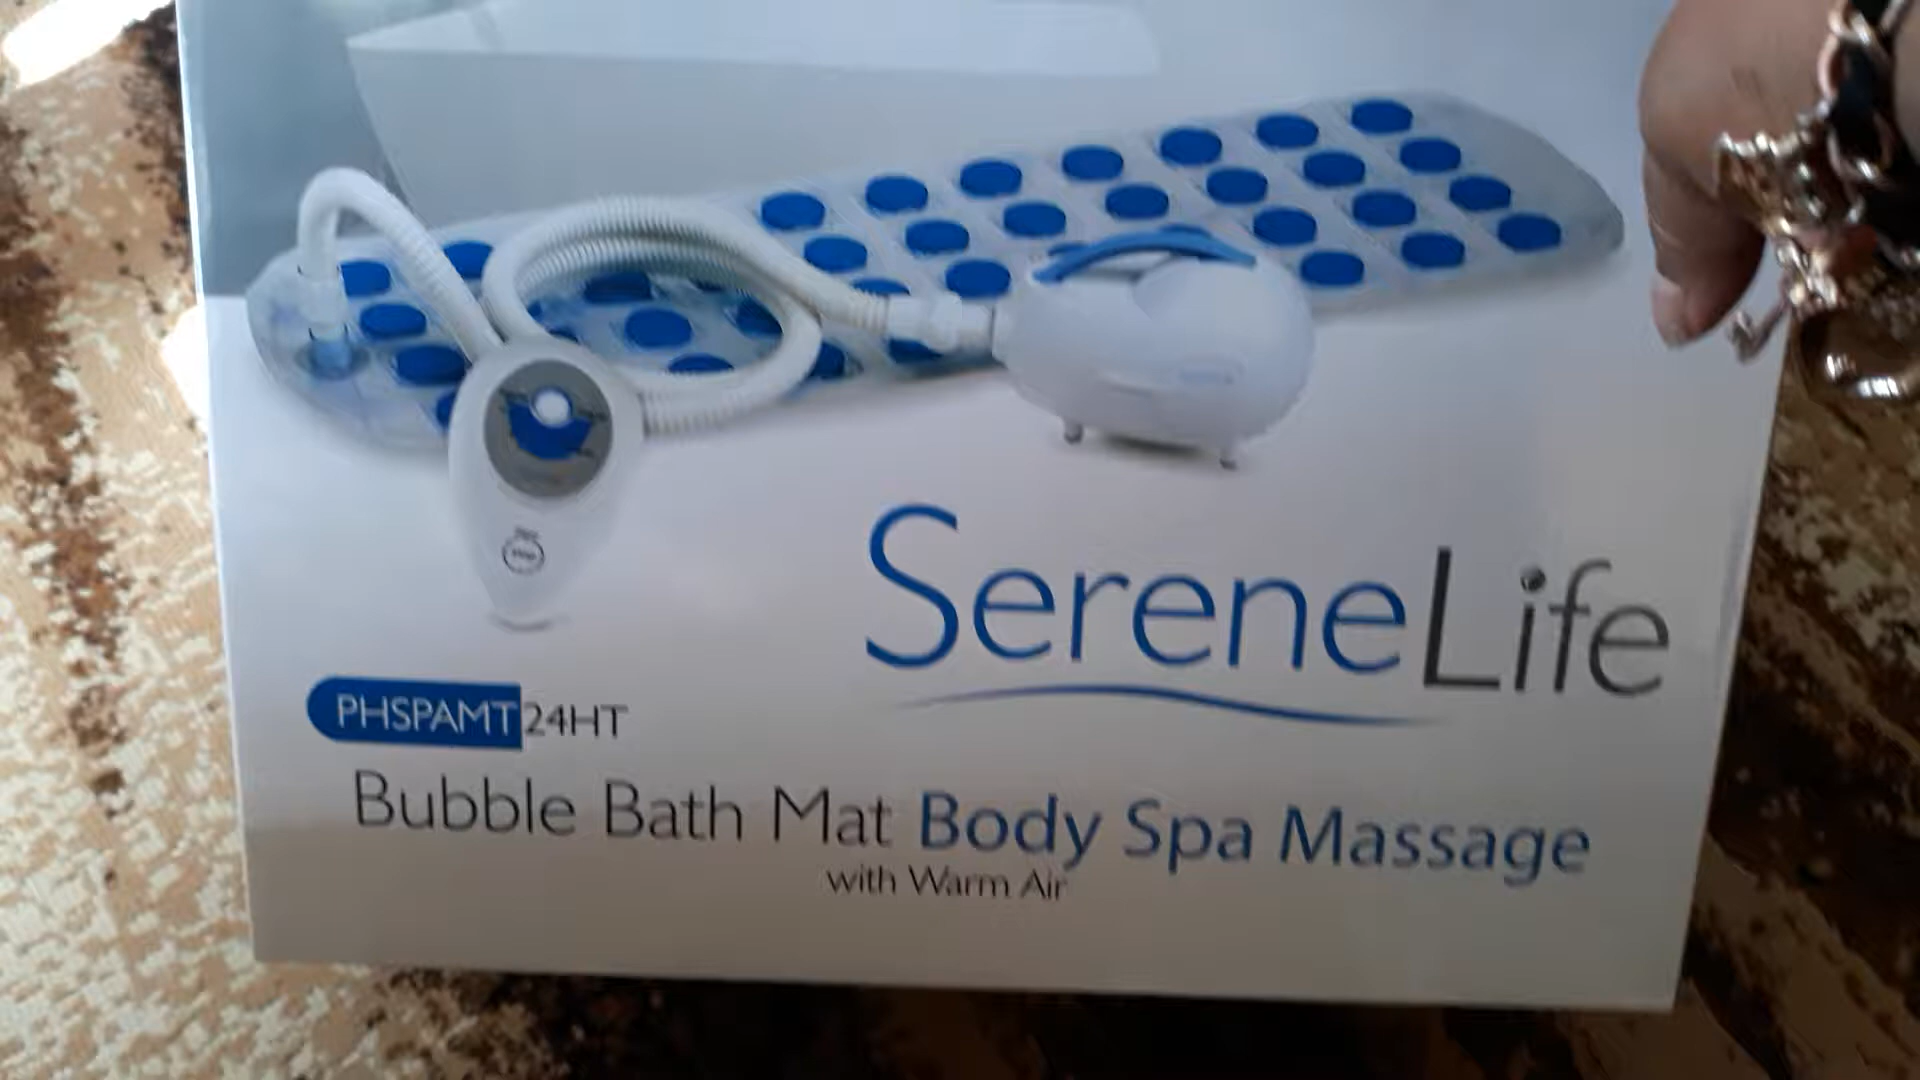 SereneLife
PHSPAMT24HT
Bubble Bath Mat Body Spa Massage
with Warm Air